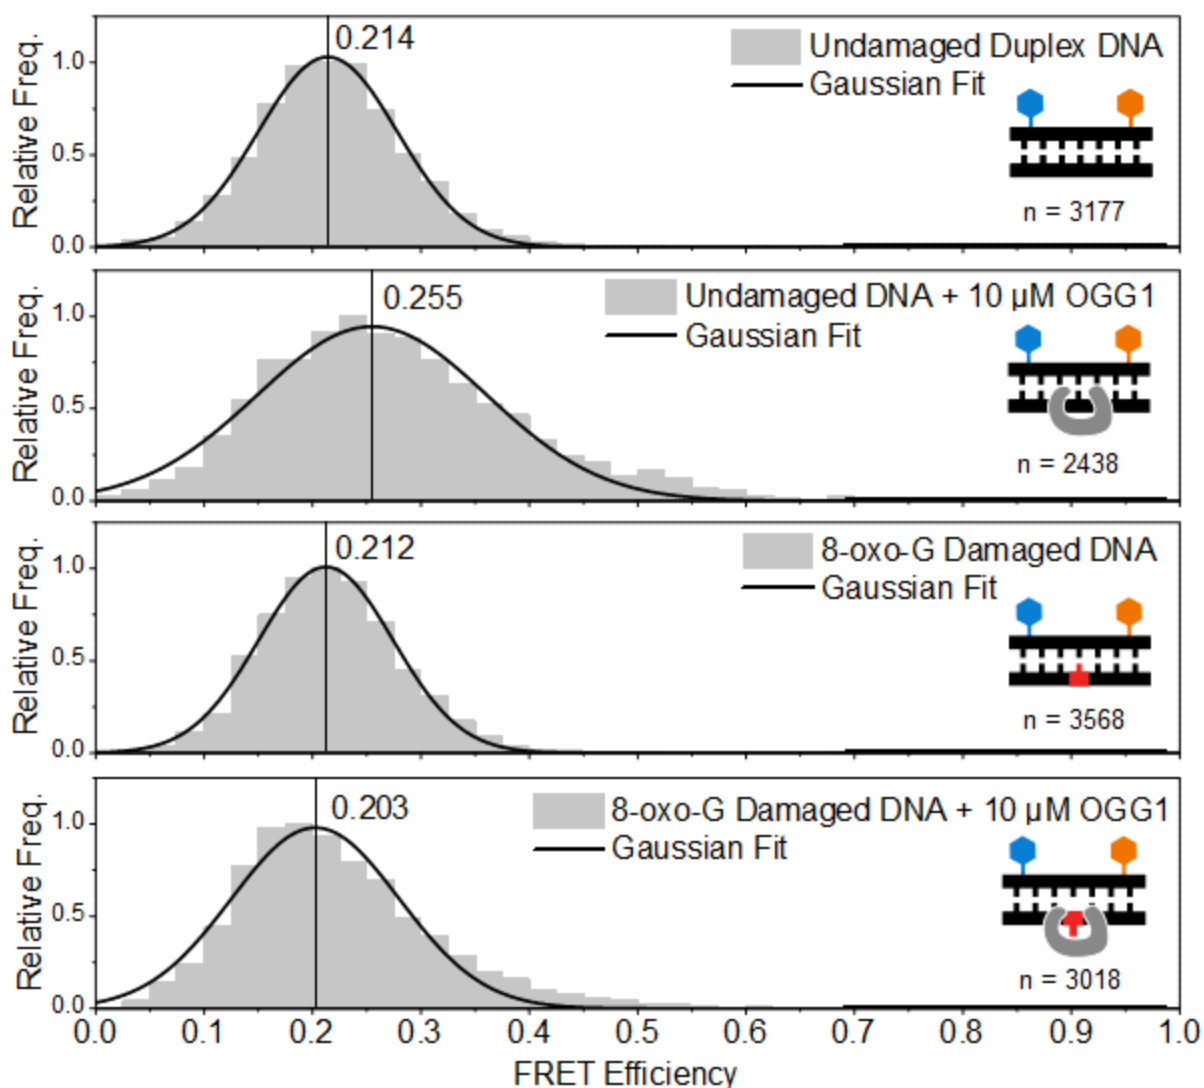 0.214
Undamaged Duplex DNA
Gaussian Fit
n = 3177
Relative Freq.
1.0
0.5
0.0
0.255
Undamaged DNA + 10 µM OGG1
Gaussian Fit
n = 2438
Relative Freq.
1.0
0.5
0.0
0.212
8-oxo-G Damaged DNA
Gaussian Fit
n = 3568
Relative Freq.
1.0
0.5
0.0
0.203
8-oxo-G Damaged DNA + 10 µM OGG1
Gaussian Fit
n = 3018
Relative Freq.
1.0
0.5
0.0
0.0 0.1 0.2 0.3 0.4 0.5 0.6 0.7 0.8 0.9 1.0
FRET Efficiency